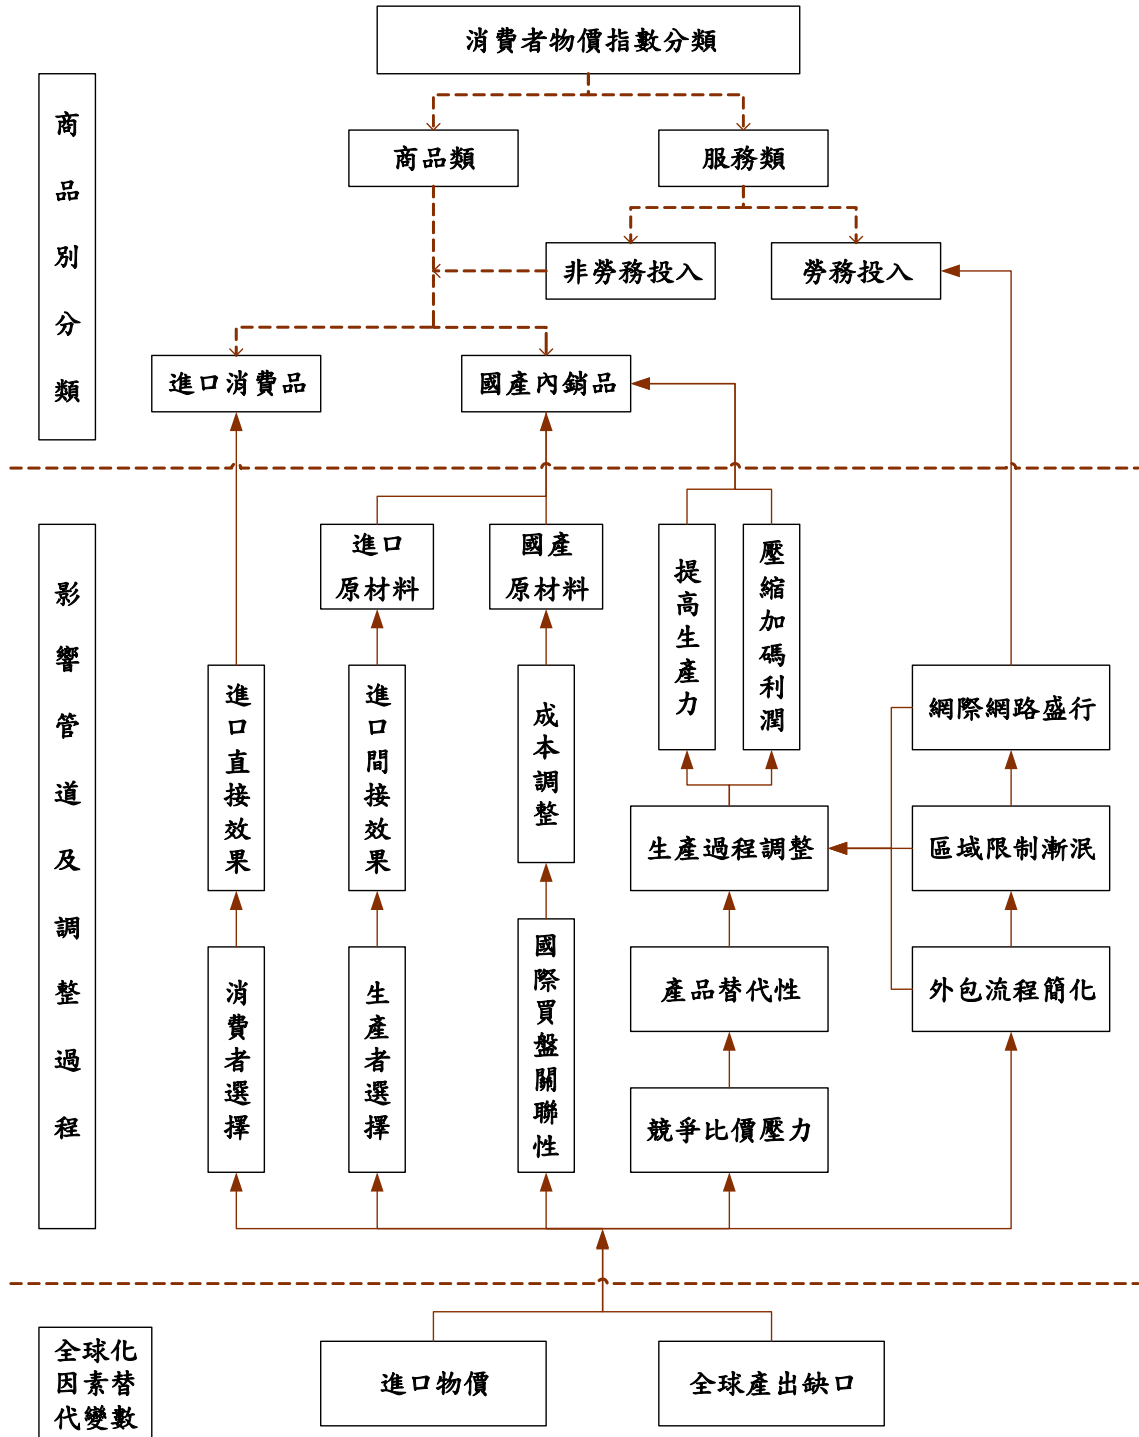 消費者物價指數分類
商品別分類
商品類
服務類
非勞務投入
勞務投入
進口消費品
國產內銷品
影響管道及調整過程
進口
原材料
國產
原材料
提高生產力
壓縮加碼利潤
進口直接效果
進口間接效果
成本調整
網際網路盛行
生產過程調整
區域限制漸泯
消費者選擇
生產者選擇
國際買盤關聯性
產品替代性
外包流程簡化
競爭比價壓力
全球化
因素替
代變數
進口物價
全球產出缺口